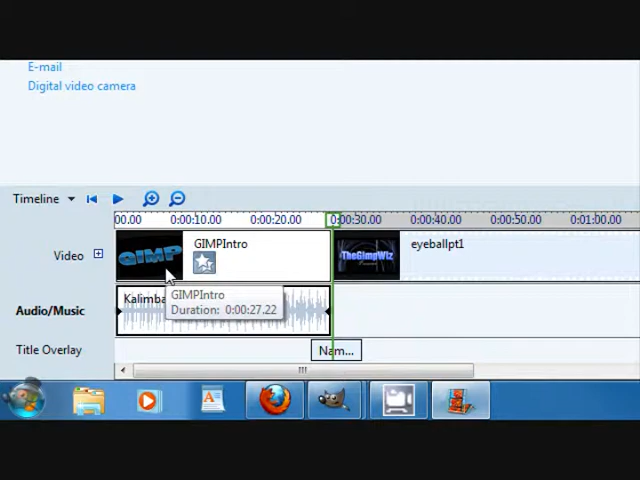 E-mail
Digital video camera
Timeline
00.00 0:00:10.00 0:00:20.00 0:00:30.00 0:00:40.00 0:00:50.00 0:01:00.00
Video GIMP GIMPIntro TheGimpWiz eyeballpt1
Audio/Music Kalimba
GIMPIntro
Duration: 0:00:27.22
Title Overlay Nam...